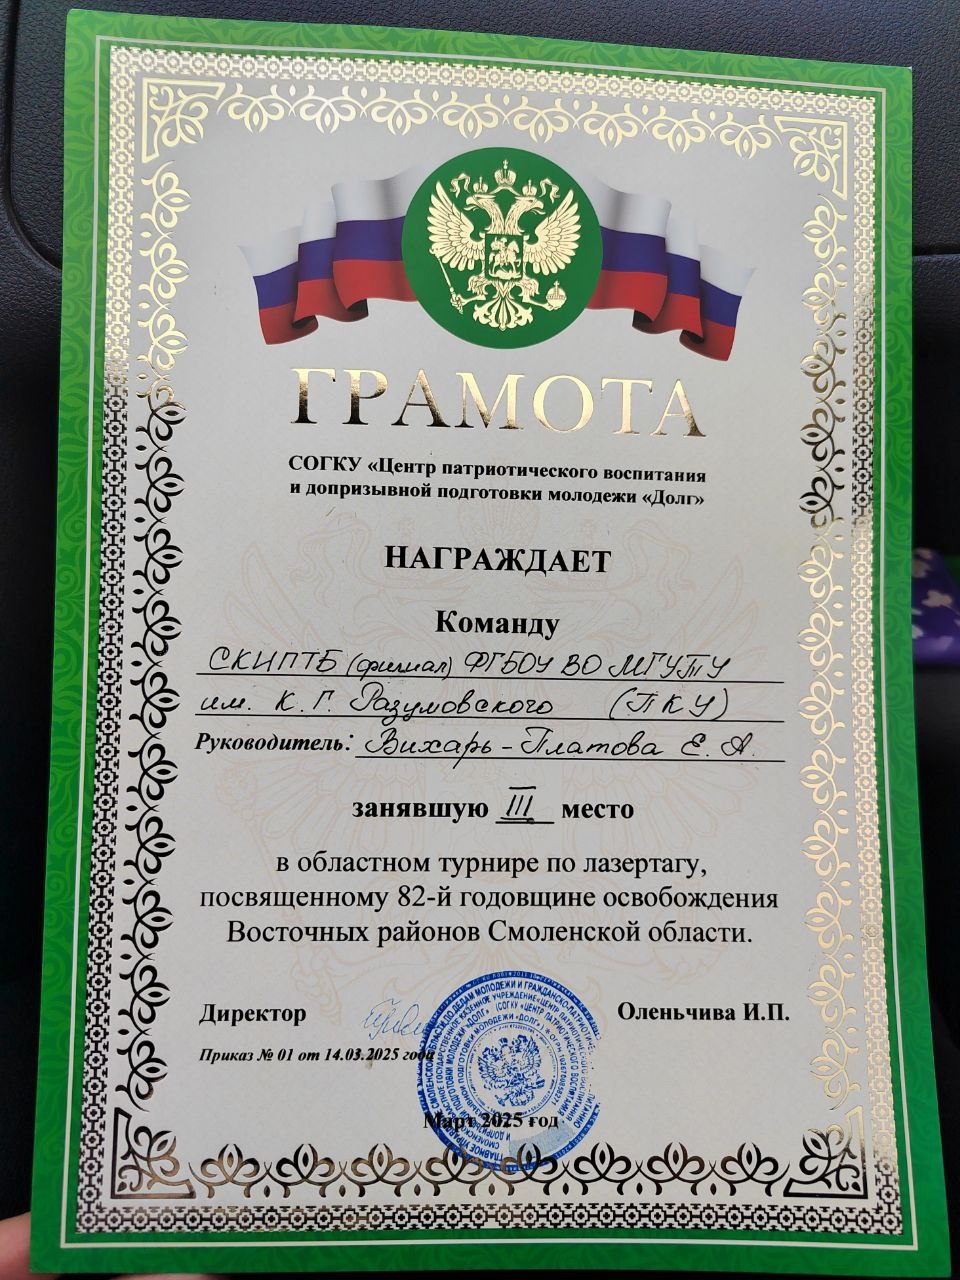 ГРАМОТА
СОГКУ «Центр патриотического воспитания
и допризывной подготовки молодежи «Долг»
НАГРАЖДАЕТ
Команду
СКИПТБ (филиал) ФГБОУ ВО МГУТУ
им. К. Г. Разумовского (ПКУ)
Руководитель: Вихарь-Платова Е. А.
занявшую III место
в областном турнире по лазертагу,
посвященному 82-й годовщине освобождения
Восточных районов Смоленской области.
Директор Оленьчива И.П.
Приказ № 01 от 14.03.2025 года
Март 2025 год